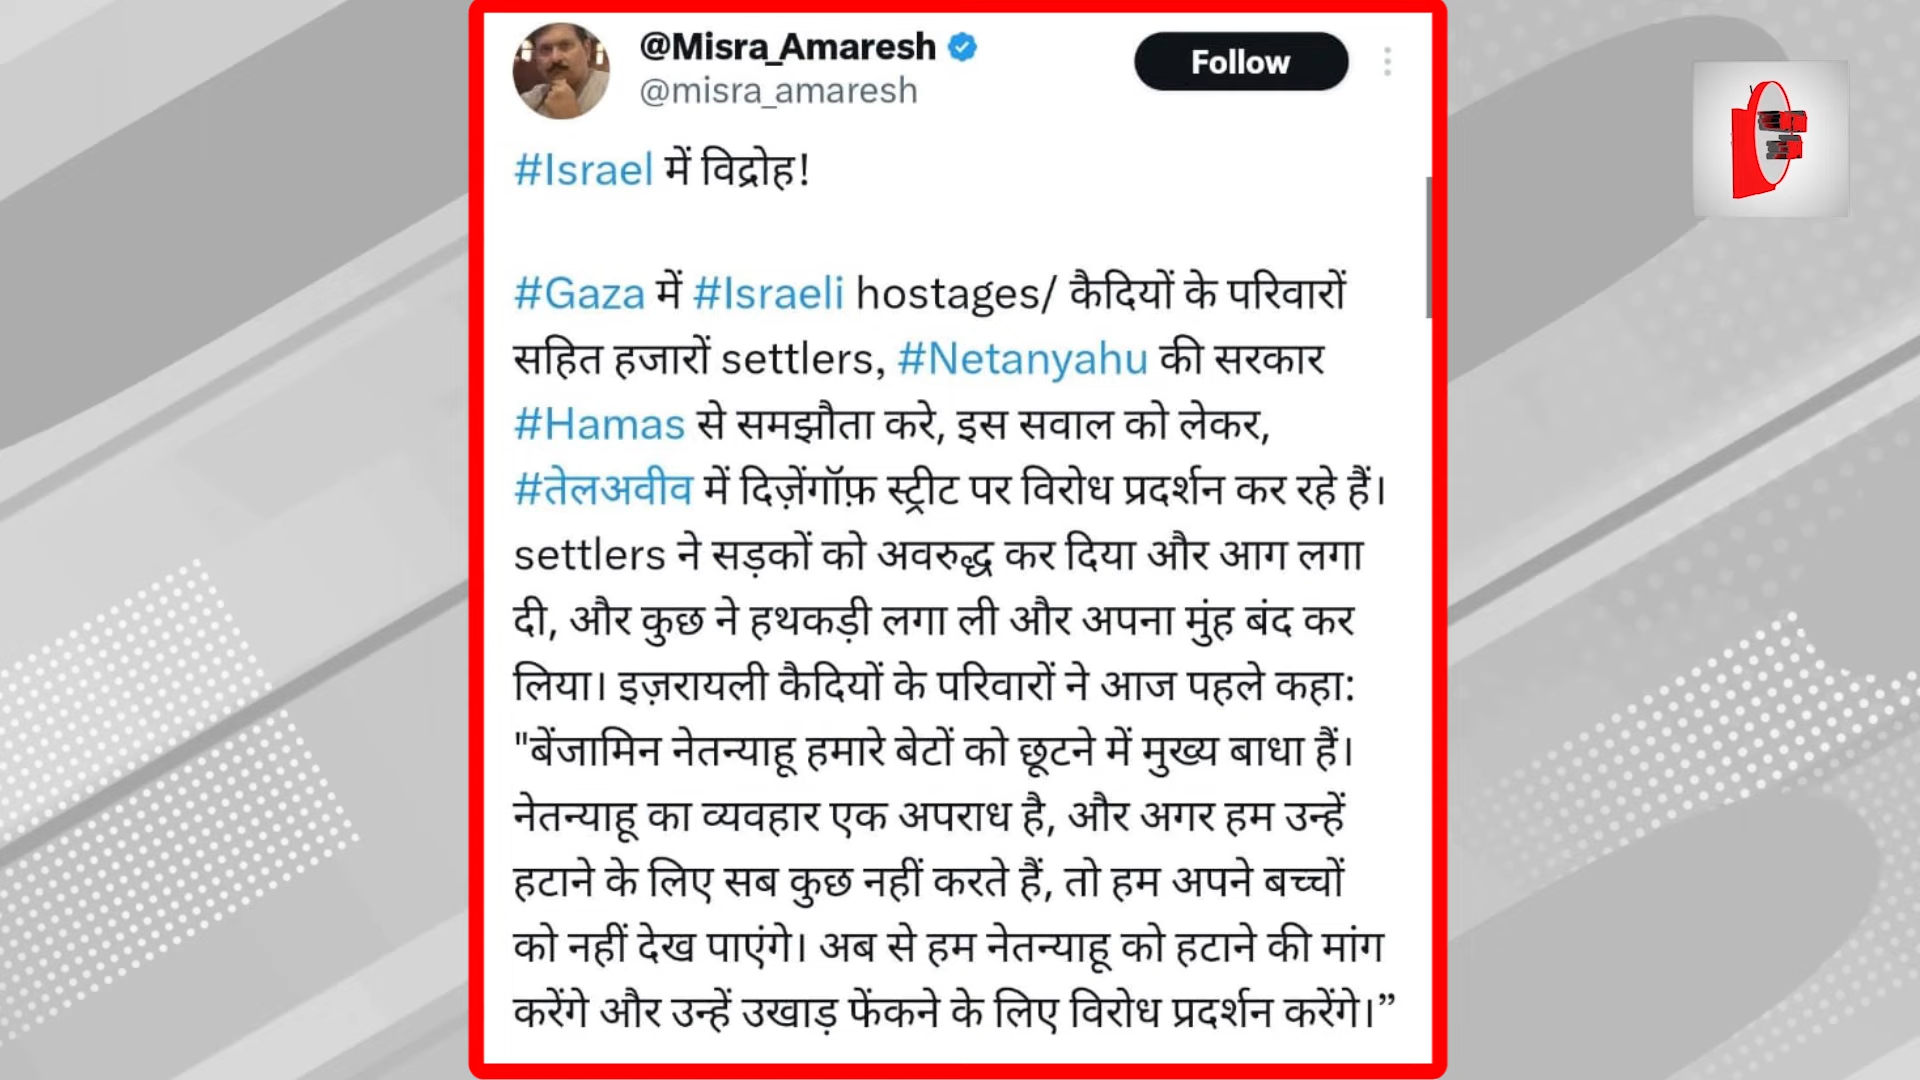 @Misra_Amaresh
@misra_amaresh
Follow
#Israel में विद्रोह!
#Gaza में #Israeli hostages/ कैदियों के परिवारों
सहित हजारों settlers, #Netanyahu की सरकार
#Hamas से समझौता करे, इस सवाल को लेकर,
#तेलअवीव में दिज़ेंगॉफ़ स्ट्रीट पर विरोध प्रदर्शन कर रहे हैं।
settlers ने सड़कों को अवरुद्ध कर दिया और आग लगा
दी, और कुछ ने हथकड़ी लगा ली और अपना मुंह बंद कर
लिया। इज़रायली कैदियों के परिवारों ने आज पहले कहा:
"बेंजामिन नेतन्याहू हमारे बेटों को छूटने में मुख्य बाधा हैं।
नेतन्याहू का व्यवहार एक अपराध है, और अगर हम उन्हें
हटाने के लिए सब कुछ नहीं करते हैं, तो हम अपने बच्चों
को नहीं देख पाएंगे। अब से हम नेतन्याहू को हटाने की मांग
करेंगे और उन्हें उखाड़ फेंकने के लिए विरोध प्रदर्शन करेंगे।”